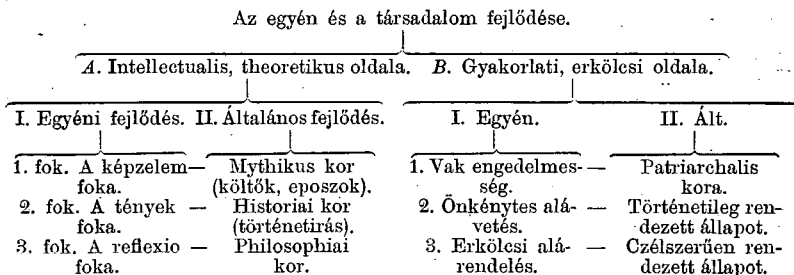 Az egyén és a társadalom fejlődése.
A. Intellectualis, theoretikus oldala. B. Gyakorlati, erkölcsi oldala.
I. Egyéni fejlődés. II. Általános fejlődés. I. Egyén. II. Ált.
1. fok. A képzelem— Mythikus kor 1. Vak engedelmes- — Patriarchalis
foka. (költők, eposzok). ség. kora.
2. fok. A tények — Historiai kor 2. Önkénytes alá- — Történetileg ren-
foka. (történetirás). vetés. dezett állapot.
3. fok. A reflexio — Philosophiai 3. Erkölcsi alá- — Czélszerűen ren-
foka. kor. rendelés. dezett állapot.